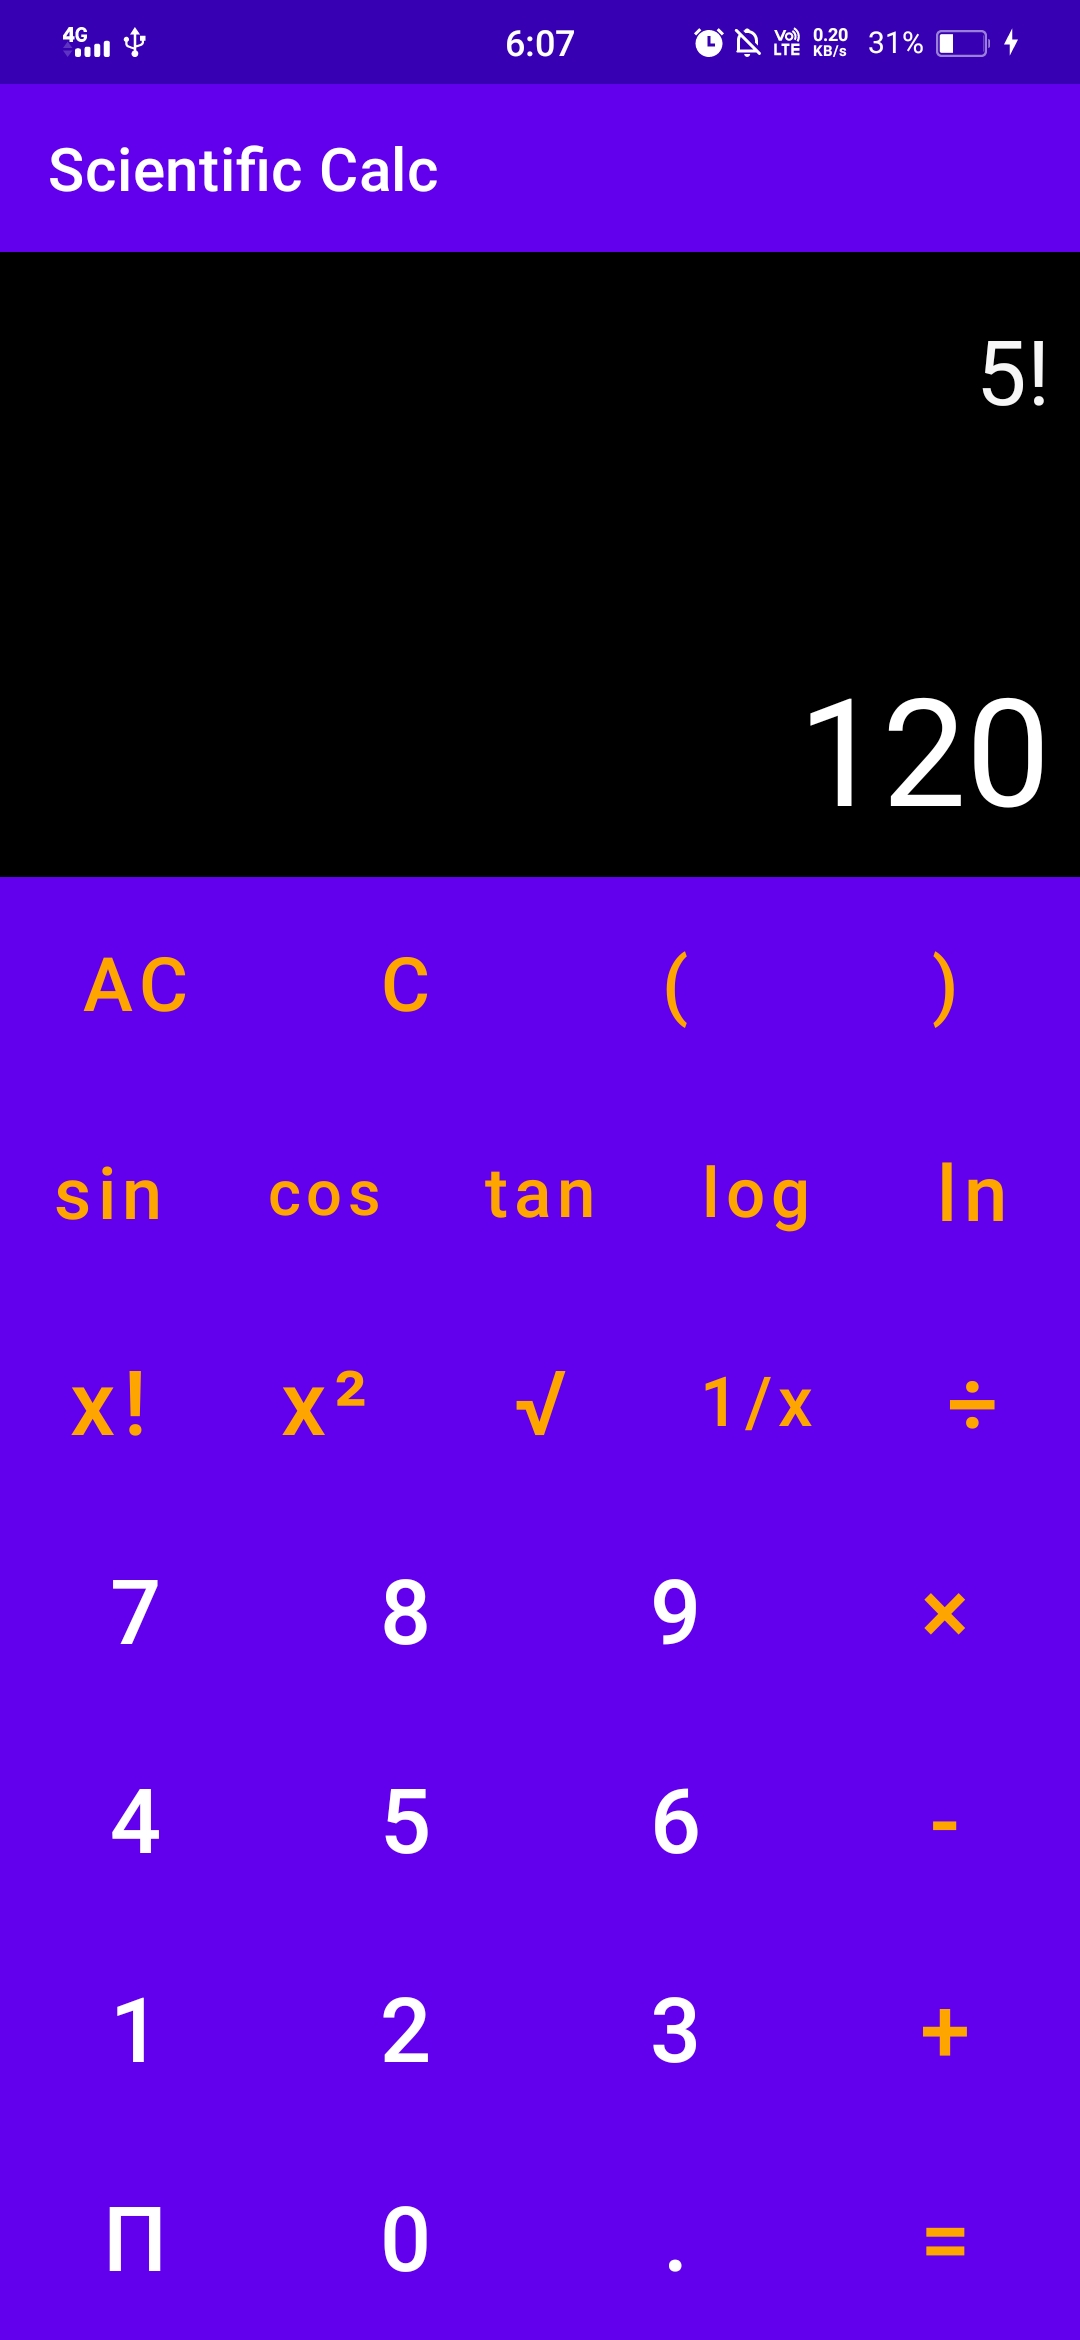 4G 6:07 Vo) LTE 0.20 KB/s 31%
Scientific Calc
5!
120
AC C ( )
sin cos tan log ln
x! x² √ 1/x ÷
7 8 9 ×
4 5 6 -
1 2 3 +
П 0 . =